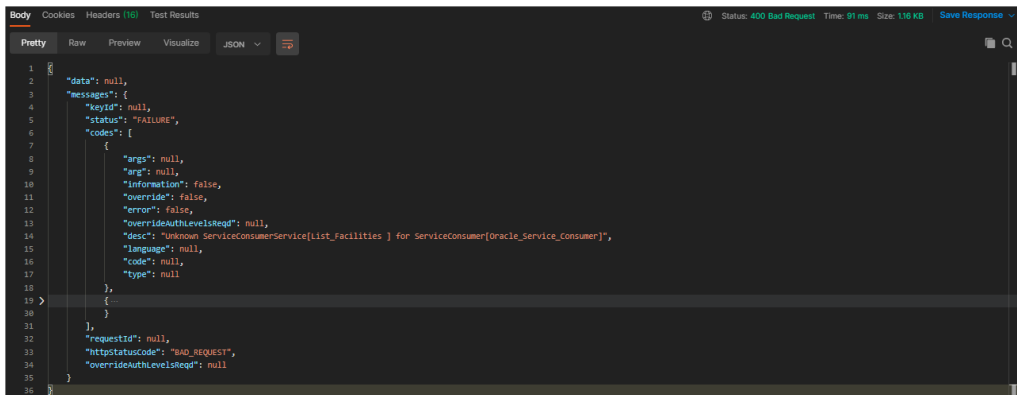 Body Cookies Headers (16) Test Results Status: 400 Bad Request Time: 91 ms Size: 1.16 KB Save Response
Pretty Raw Preview Visualize JSON
1 {
2 "data": null,
3 "messages": {
4 "keyId": null,
5 "status": "FAILURE",
6 "codes": [
7 {
8 "args": null,
9 "arg": null,
10 "information": false,
11 "override": false,
12 "error": false,
13 "overrideAuthLevelsReqd": null,
14 "desc": "Unknown ServiceConsumerService[List_Facilities ] for ServiceConsumer[Oracle_Service_Consumer]",
15 "language": null,
16 "code": null,
17 "type": null
18 },
19 {…
30 }
31 ],
32 "requestId": null,
33 "httpStatusCode": "BAD_REQUEST",
34 "overrideAuthLevelsReqd": null
35 }
36 }